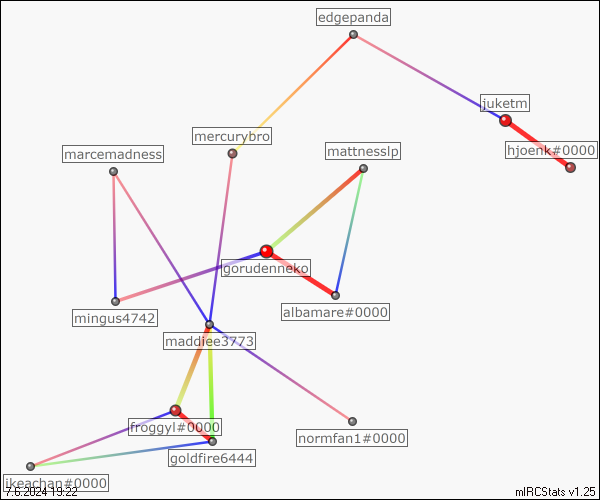 edgepanda
juketm
mercurybro
hjoenk#0000
mattnesslp
marcemadness
gorudenneko
albamare#0000
mingus4742
maddiee3773
froggyl#0000
normfan1#0000
goldfire6444
ikeachan#0000
7.6.2024 19:22
mIRCStats v1.25